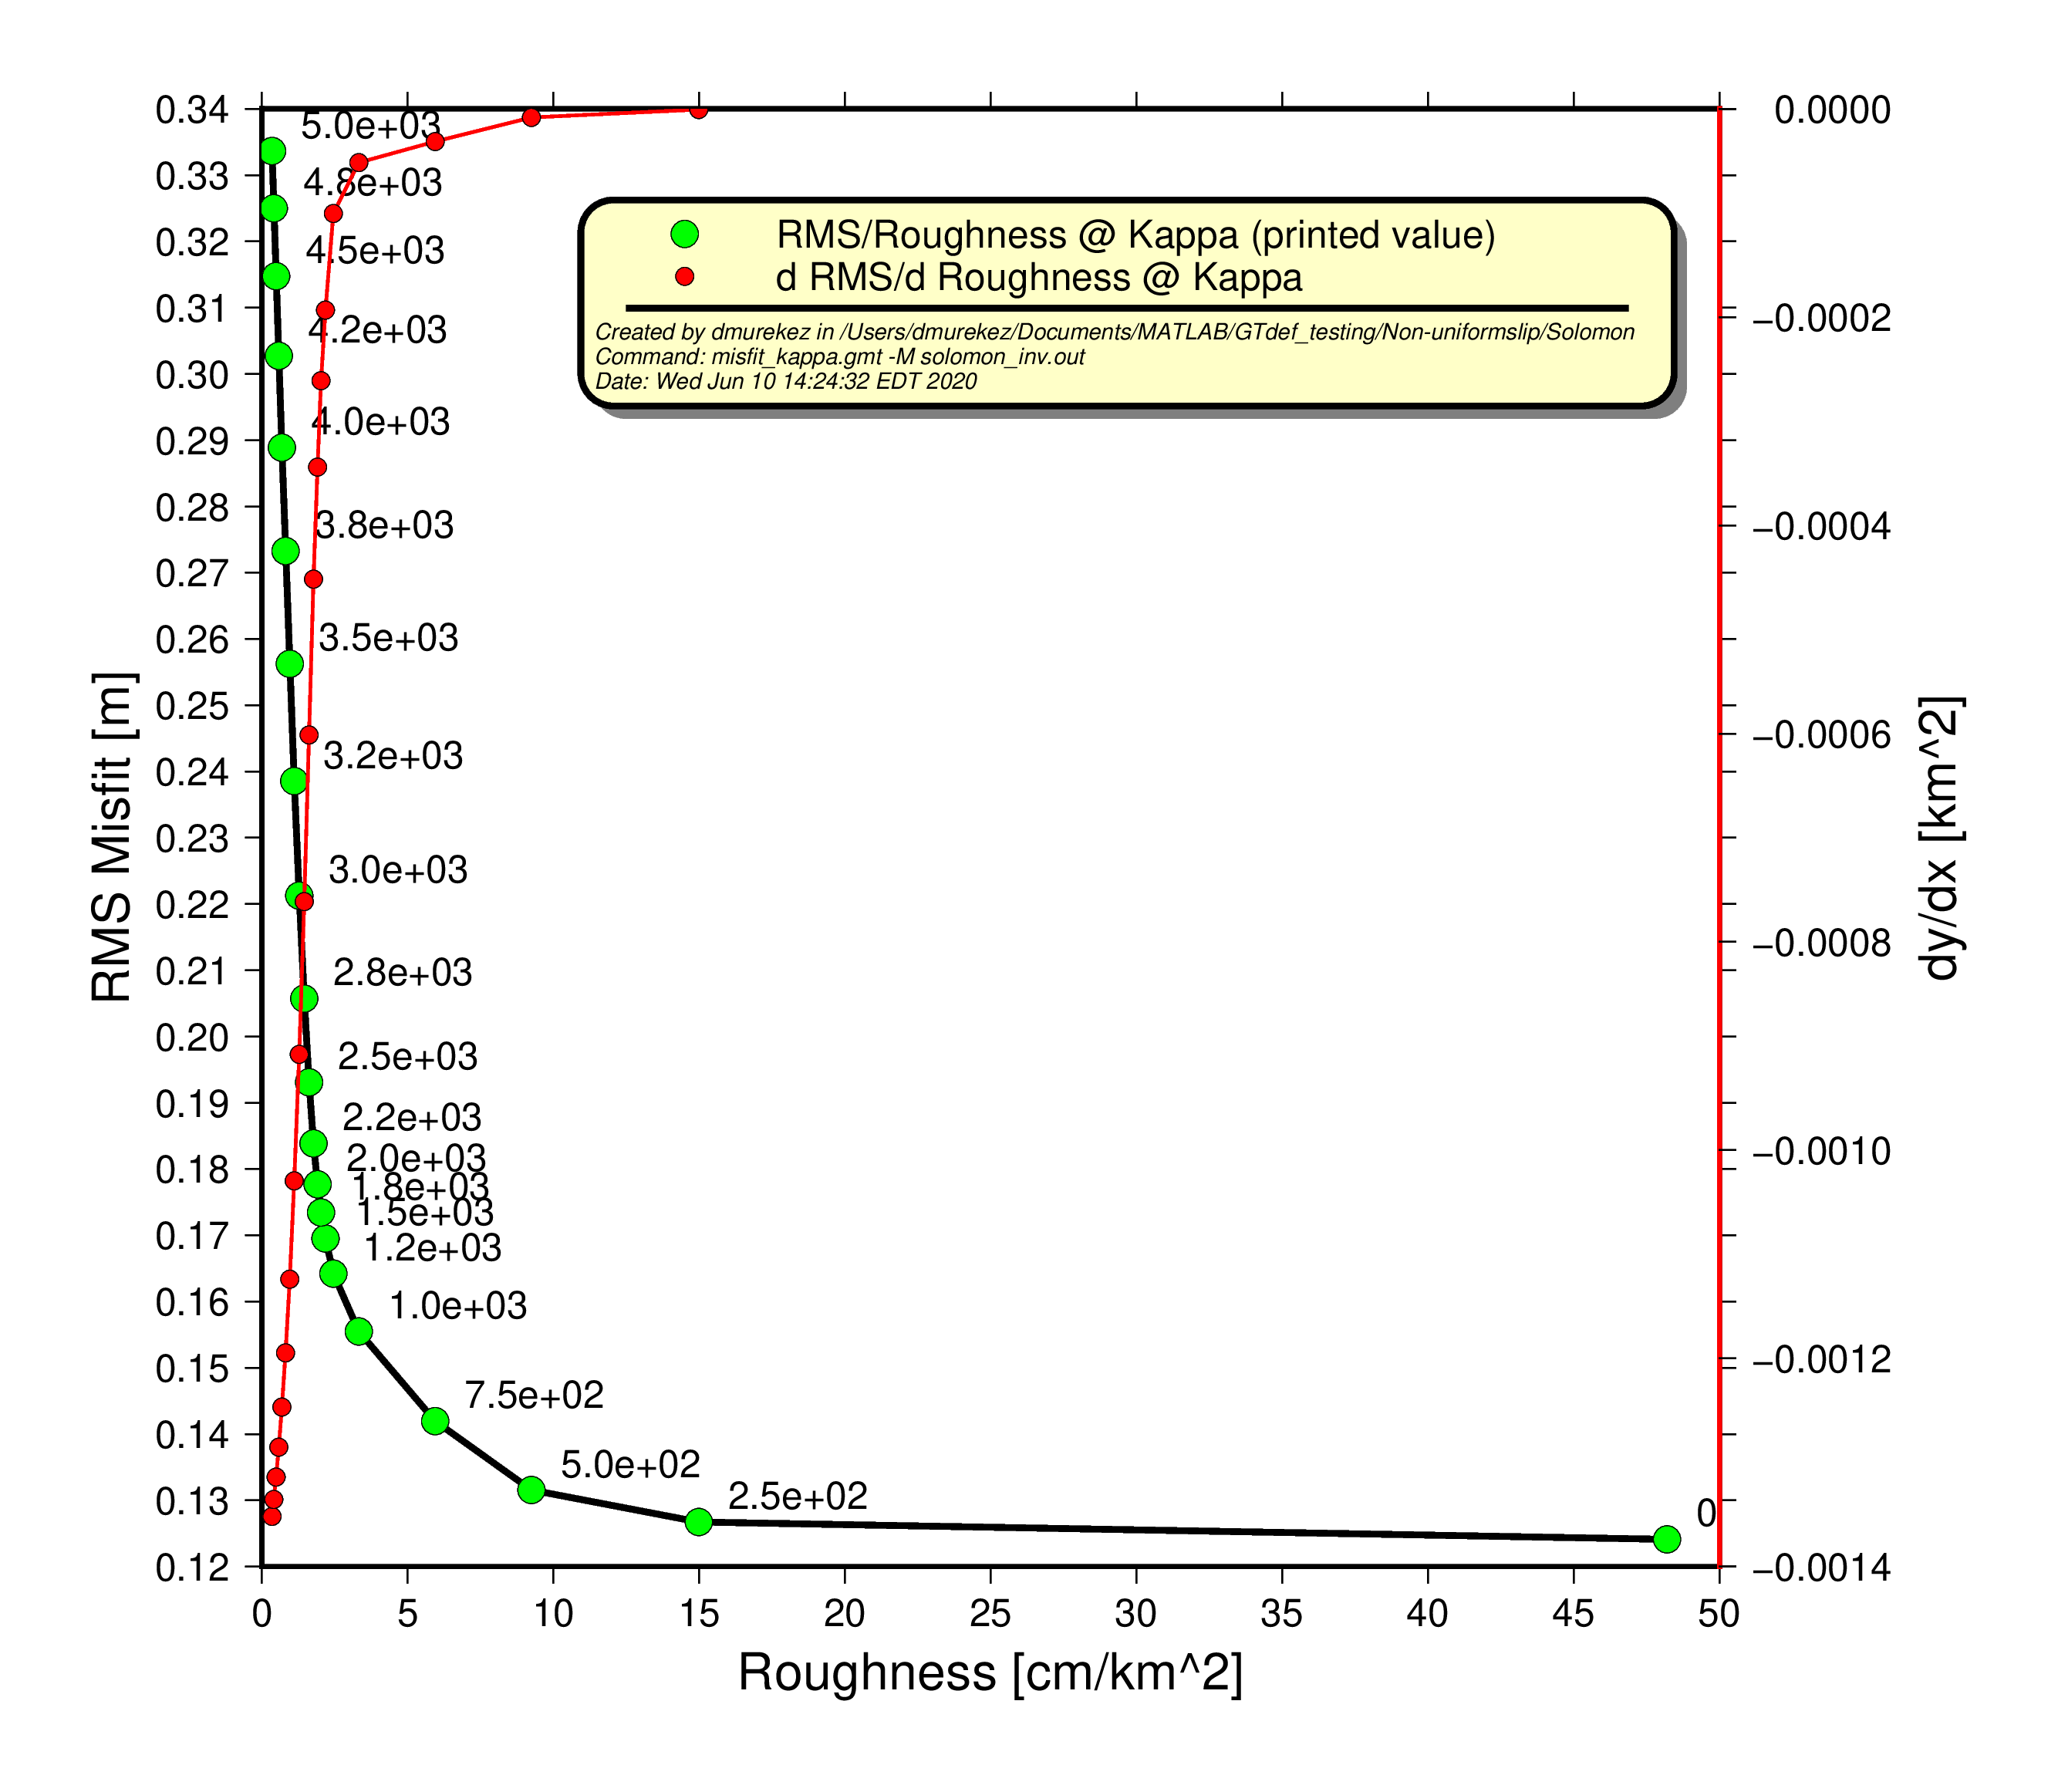 0.34
0.33
0.32
0.31
0.30
0.29
0.28
0.27
0.26
0.25
0.24
0.23
0.22
0.21
0.20
0.19
0.18
0.17
0.16
0.15
0.14
0.13
0.12
RMS Misfit [m]
5.0e+03
4.8e+03
4.5e+03
4.2e+03
4.0e+03
3.8e+03
3.5e+03
3.2e+03
3.0e+03
2.8e+03
2.5e+03
2.2e+03
2.0e+03
1.8e+03
1.5e+03
1.2e+03
1.0e+03
7.5e+02
5.0e+02
2.5e+02
0
RMS/Roughness @ Kappa (printed value)
d RMS/d Roughness @ Kappa
Created by dmurekez in /Users/dmurekez/Documents/MATLAB/GTdef_testing/Non-uniformslip/Solomon
Command: misfit_kappa.gmt -M solomon_inv.out
Date: Wed Jun 10 14:24:32 EDT 2020
0.0000
−0.0002
−0.0004
−0.0006
−0.0008
−0.0010
−0.0012
−0.0014
dy/dx [km^2]
0 5 10 15 20 25 30 35 40 45 50
Roughness [cm/km^2]